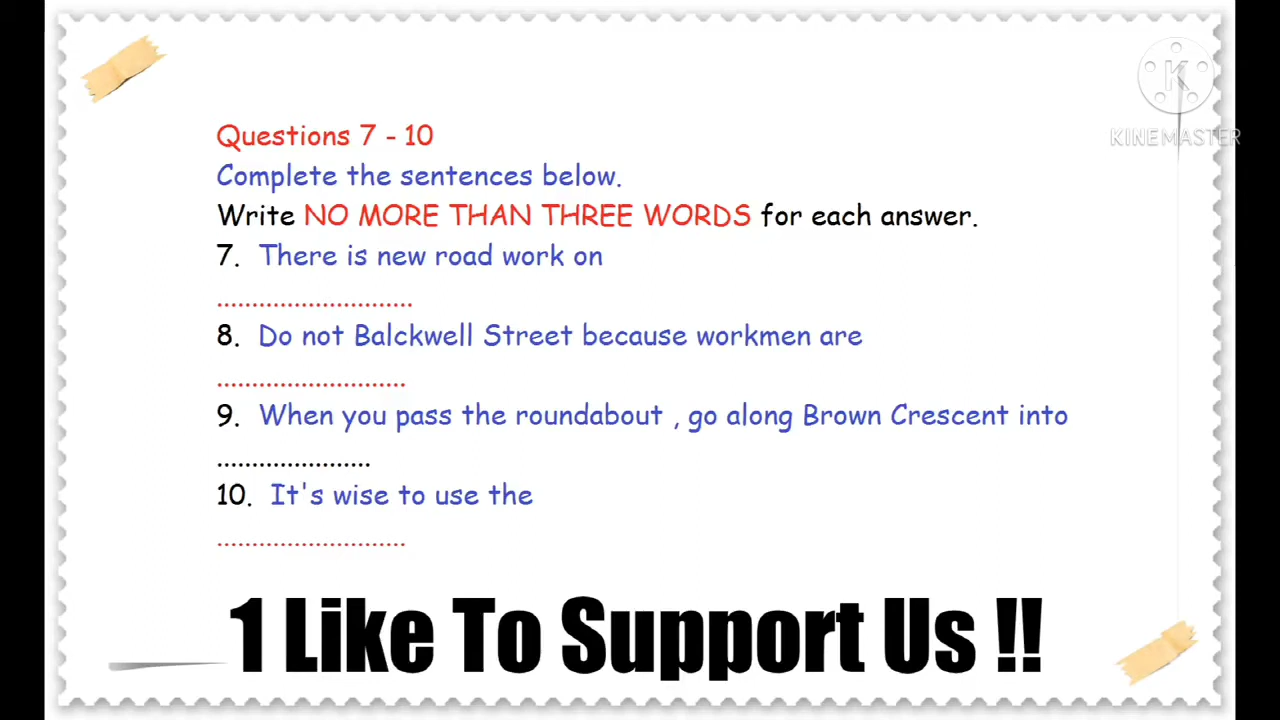 K
KINEMASTER
Questions 7 - 10
Complete the sentences below.
Write NO MORE THAN THREE WORDS for each answer.
7. There is new road work on
...........................
8. Do not Balckwell Street because workmen are
...........................
9. When you pass the roundabout , go along Brown Crescent into
......................
10. It's wise to use the
...........................
1 Like To Support Us !!